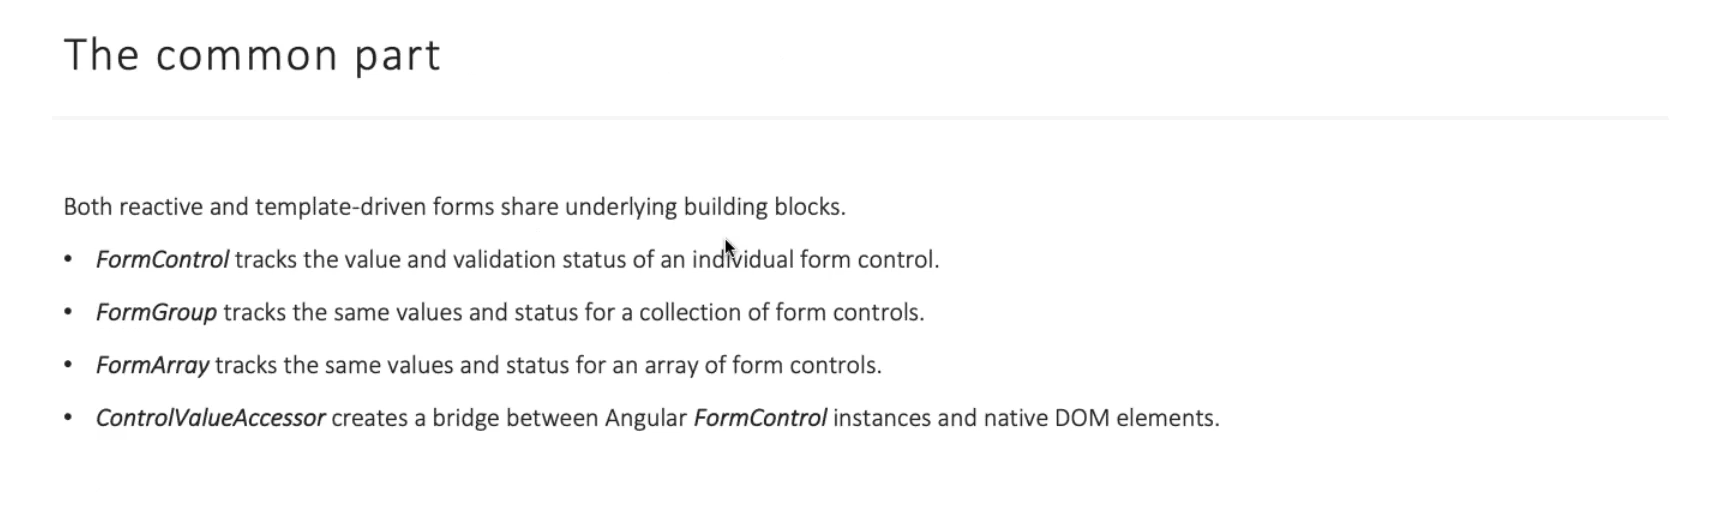 The common part
Both reactive and template-driven forms share underlying building blocks.
• FormControl tracks the value and validation status of an individual form control.
• FormGroup tracks the same values and status for a collection of form controls.
• FormArray tracks the same values and status for an array of form controls.
• ControlValueAccessor creates a bridge between Angular FormControl instances and native DOM elements.